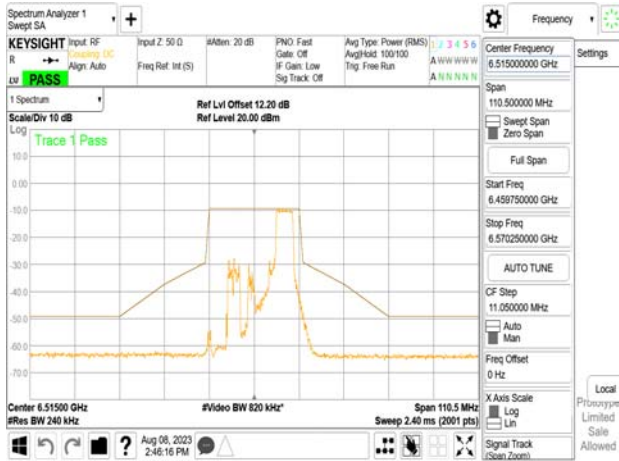 Spectrum Analyzer 1
Swept SA
+
Frequency
KEYSIGHT
Input: RF
Coupling: DC
Align: Auto
Input Z: 50 Ω
Freq Ref: Int (S)
#Atten: 20 dB
PNO: Fast
Gate: Off
IF Gain: Low
Sig Track: Off
Avg Type: Power (RMS)
Avg|Hold: 100/100
Trig: Free Run
1 2 3 4 5 6
A W W W W W
A N N N N N
R
LW PASS
1 Spectrum
Scale/Div 10 dB
Ref Lvl Offset 12.20 dB
Ref Level 20.00 dBm
Log
Trace 1 Pass
10.0
0.00
-10.0
-20.0
-30.0
-40.0
-50.0
-60.0
-70.0
Center 6.51500 GHz
#Res BW 240 kHz
#Video BW 820 kHz*
Span 110.5 MHz
Sweep 2.40 ms (2001 pts)
Aug 08, 2023
2:46:16 PM
Center Frequency
6.515000000 GHz
Settings
Span
110.500000 MHz
Swept Span
Zero Span
Full Span
Start Freq
6.459750000 GHz
Stop Freq
6.570250000 GHz
AUTO TUNE
CF Step
11.050000 MHz
Auto
Man
Freq Offset
0 Hz
X Axis Scale
Log
Lin
Signal Track
(Span Zoom)
Local
Prototype
Limited
Sale
Allowed